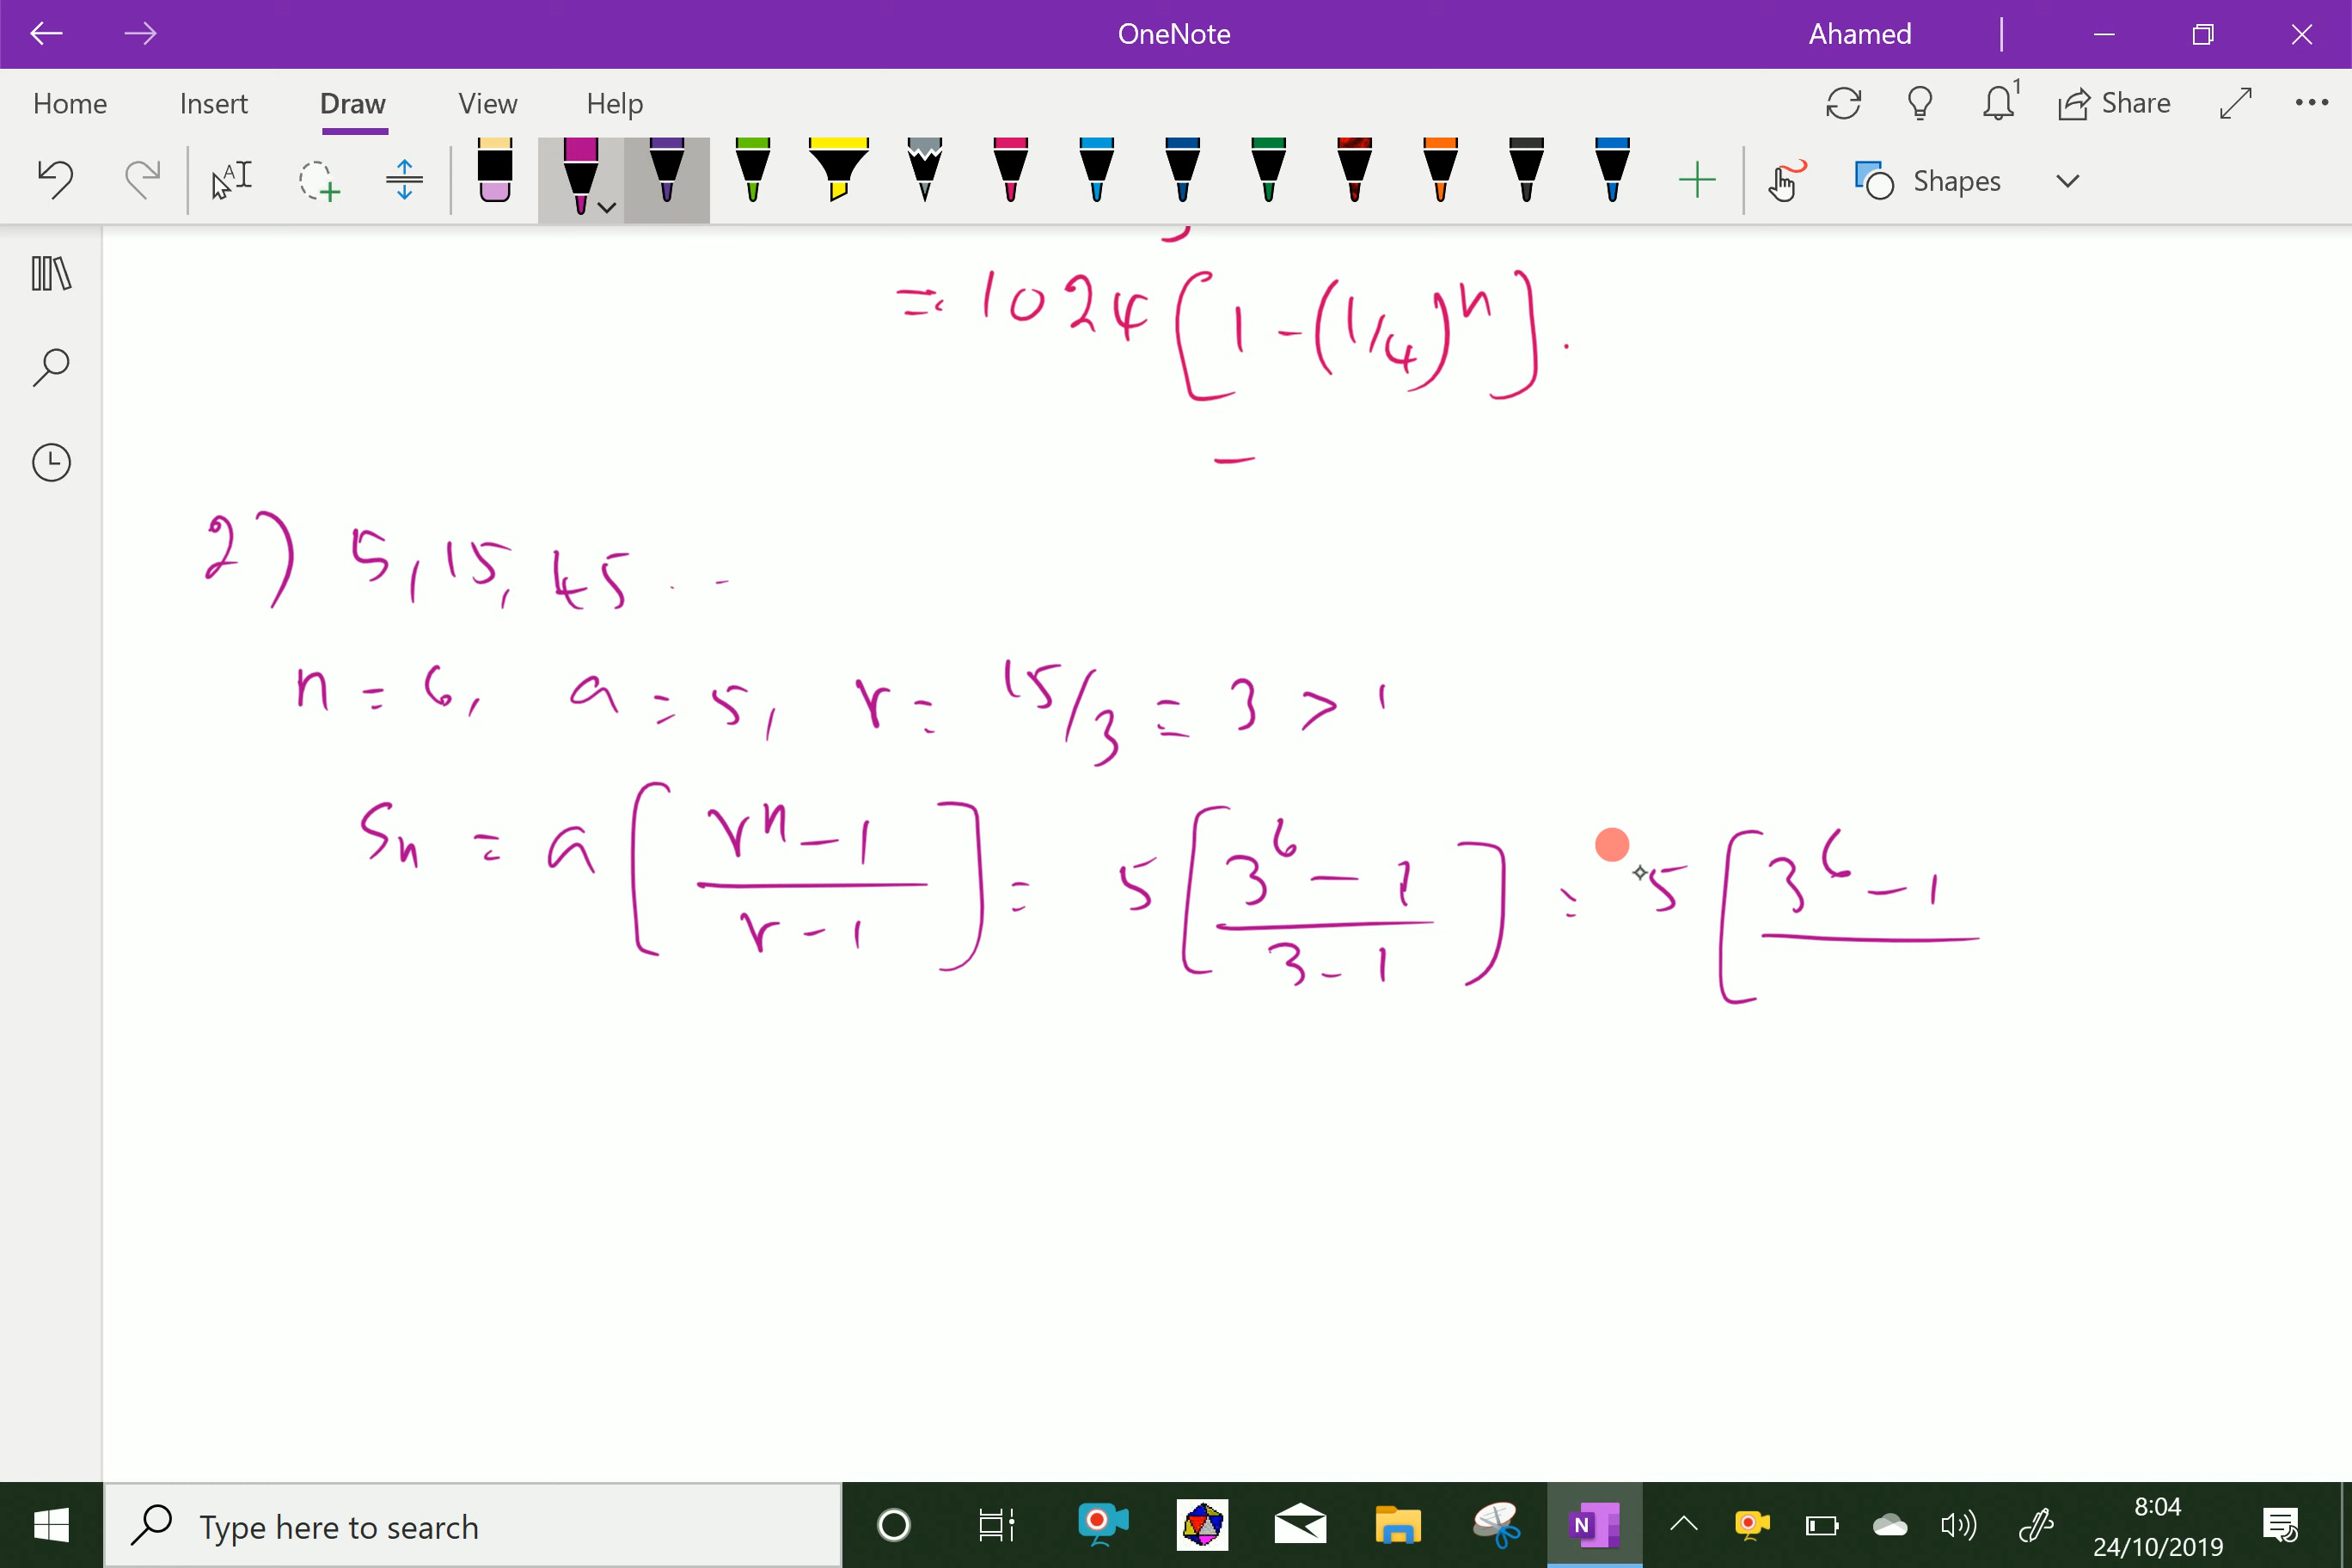 OneNote
Ahamed
Home Insert Draw View Help
1
Share
Shapes
= 1024 [1 - (1/4)^n].
2) 5, 15, 45 . . -
n = 6, a = 5, r = 15/3 = 3 > 1
Sn = a [ r^n - 1 / r - 1 ] = 5 [ 3^6 - 1 / 3 - 1 ] = 5 [ 3^6 - 1
Type here to search
N
8:04
24/10/2019